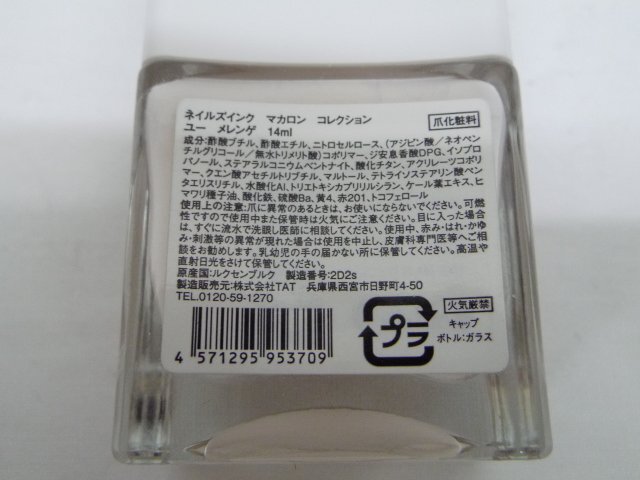 ネイルズインク マカロン コレクション
ユー メレンゲ 14ml
爪化粧料
成分:酢酸ブチル、酢酸エチル、ニトロセルロース、(アジピン酸/ネオペン
チルグリコール/無水トリメリト酸)コポリマー、ジ安息香酸DPG、イソプロ
パノール、ステアラルコニウムベントナイト、酸化チタン、アクリレーツコポリ
マー、クエン酸アセチルトリブチル、マルトール、テトライソステアリン酸ペン
タエリスリチル、水酸化Al、トリエトキシカプリリルシラン、ケール葉エキス、ヒ
マワリ種子油、酸化鉄、硫酸Ba、黄4、赤201、トコフェロール
使用上の注意:爪に異常のあるときは、お使いにならないでください。可燃
性ですので使用中また保管時は火気にご注意ください。目に入った場合
は、すぐに流水で洗眼し医師に相談してください。使用中、赤み・はれ・かゆ
み・刺激等の異常が現れた場合は使用を中止し、皮膚科専門医等へご相
談をお勧めします。乳幼児の手の届かない所に保管してください。高温や
直射日光をさけて保管してください。
原産国:ルクセンブルク 製造番号:2D2s
製造販売元:株式会社TAT 兵庫県西宮市日野町4-50
TEL.0120-59-1270
4 571295 953709
プラ
火気厳禁
キャップ
ボトル:ガラス